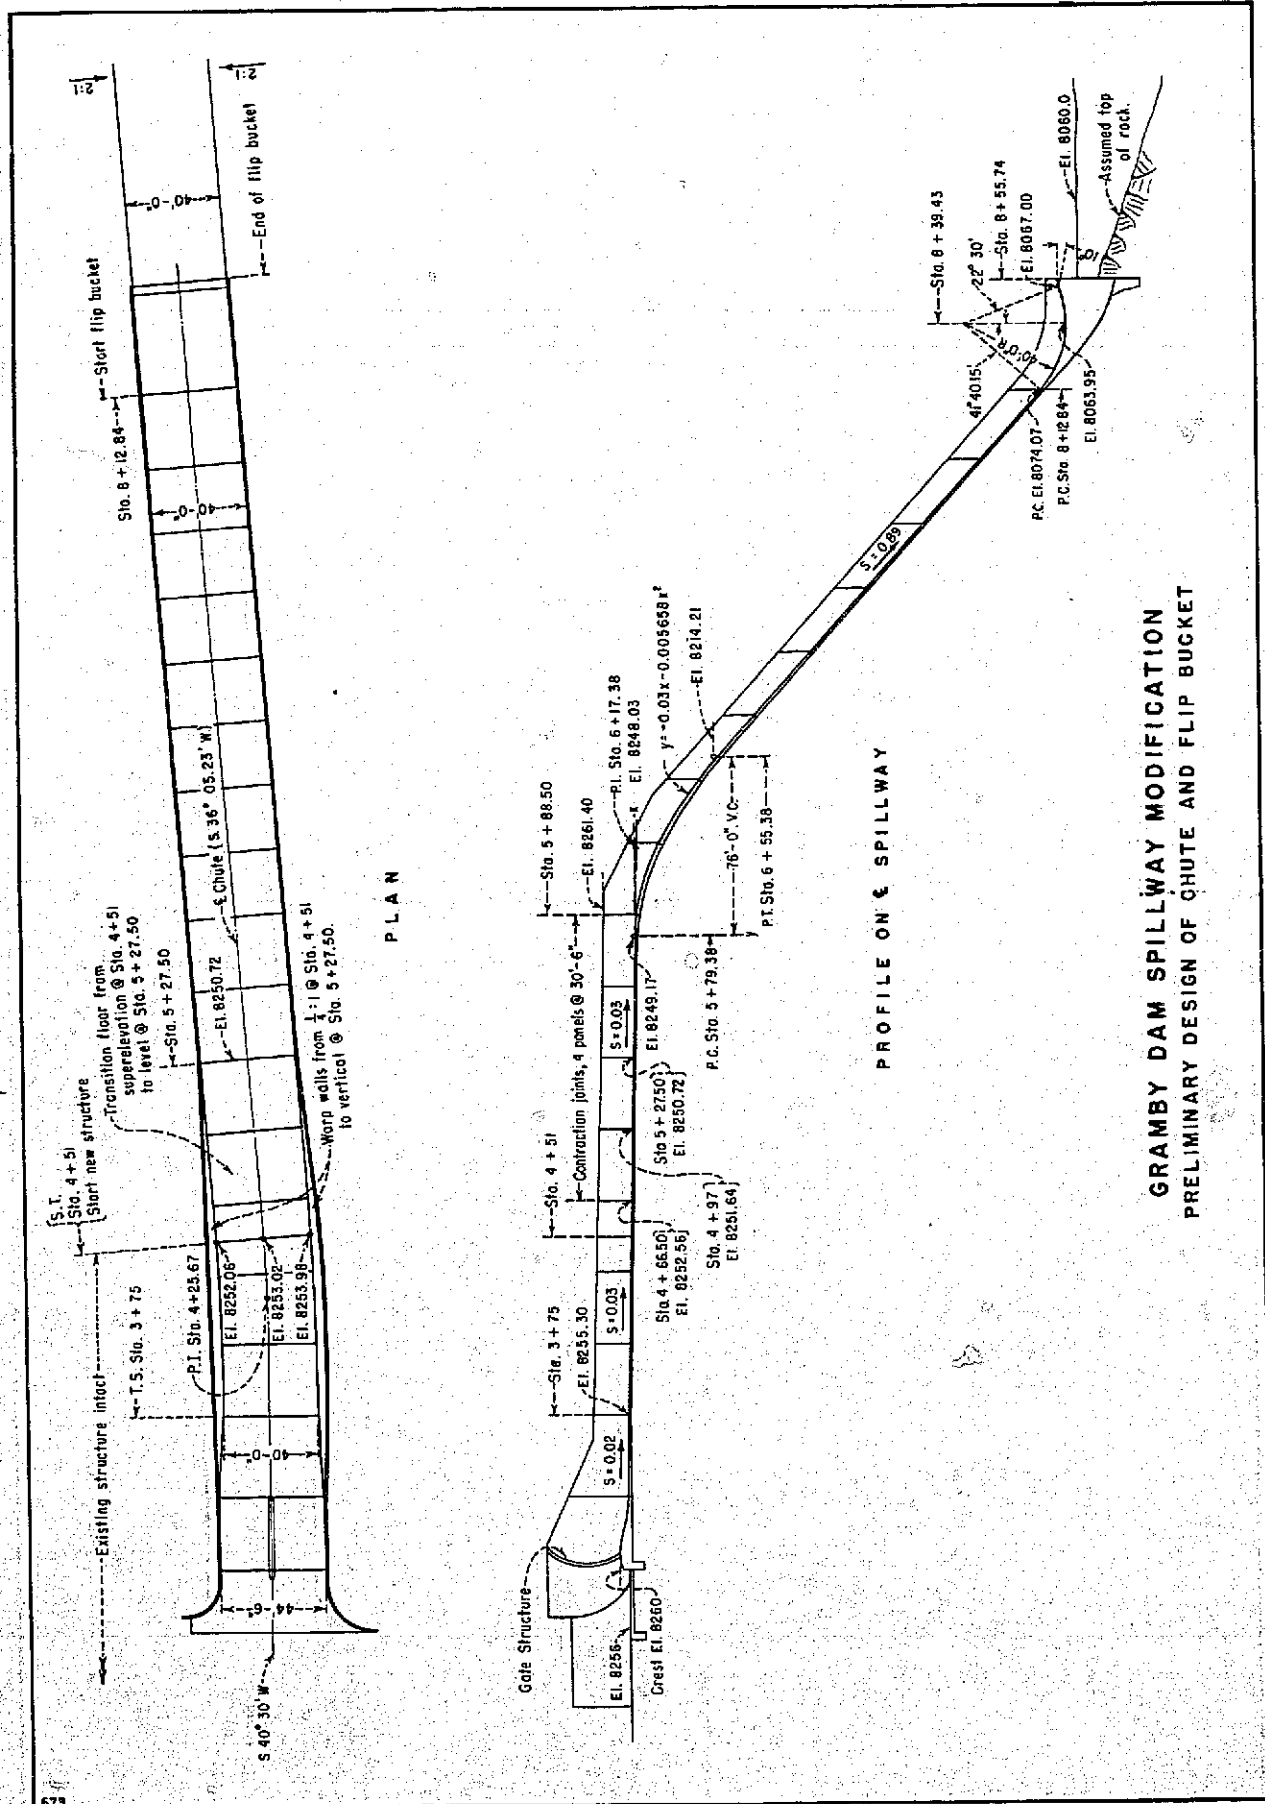 2:1
2:1
40'-0"
End of flip bucket
Start flip bucket
Sta. 8 + 12.84
40'-0"
℄ Chute (S. 36° 05.23' W.)
Transition floor from
superelevation @ Sta. 4+51
to level @ Sta. 5 + 27.50
Sta. 5 + 27.50
El. 8250.72
Warp walls from 1/4:1 @ Sta. 4 + 51
to vertical @ Sta. 5 + 27.50.
S.T.
Sta. 4 + 51
Start new structure
Existing structure intact
T.S. Sta. 3 + 75
P.I. Sta. 4+25.67
El. 8252.06
El. 8253.02
El. 8253.98
40'-0"
44'-6"
S 40° 30' W
PLAN
Gate Structure
El. 8256
Crest El. 8260
S = 0.02
Sta. 3 + 75
El. 8255.30
S = 0.03
Sta. 4 + 51
Contraction joints, 4 panels @ 30'-6"
Sta. 4 + 66.50
El. 8252.56
Sta. 4 + 97
El. 8251.64
Sta 5 + 27.50
El. 8250.72
S = 0.03
El. 8249.17
P.C. Sta. 5 + 79.38
Sta. 5 + 88.50
El. 8261.40
P.I. Sta. 6 + 17.38
El. 8248.03
x
y = -0.03x - 0.005658x²
El. 8214.21
76'-0" V.C.
P.T. Sta. 6 + 55.38
S = 0.89
P.C. El. 8074.07
P.C. Sta. 8+12.84
El. 8063.95
41°40.15'
40'-0"R
22° 30'
Sta. 8 + 39.43
Sta. 8 + 55.74
El. 8067.00
10°
El. 8060.0
Assumed top
of rock.
PROFILE ON ℄ SPILLWAY
GRAMBY DAM SPILLWAY MODIFICATION
PRELIMINARY DESIGN OF CHUTE AND FLIP BUCKET
673